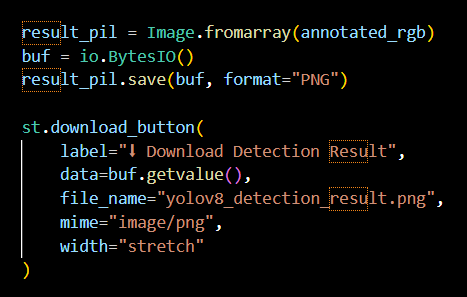 result_pil = Image.fromarray(annotated_rgb)
buf = io.BytesIO()
result_pil.save(buf, format="PNG")
st.download_button(
label="⬇ Download Detection Result",
data=buf.getvalue(),
file_name="yolov8_detection_result.png",
mime="image/png",
width="stretch"
)